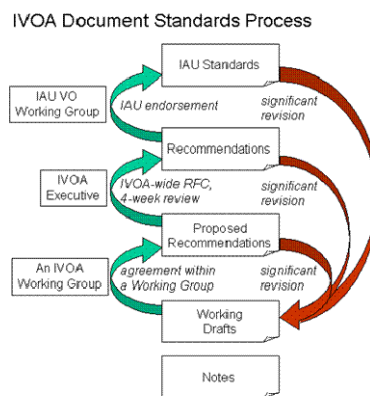 IVOA Document Standards Process
IAU Standards
IAU VO
Working Group
IAU endorsement
significant
revision
Recommendations
IVOA
Executive
IVOA-wide RFC,
4-week review
significant
revision
Proposed
Recommendations
An IVOA
Working Group
agreement within
a Working Group
significant
revision
Working
Drafts
Notes